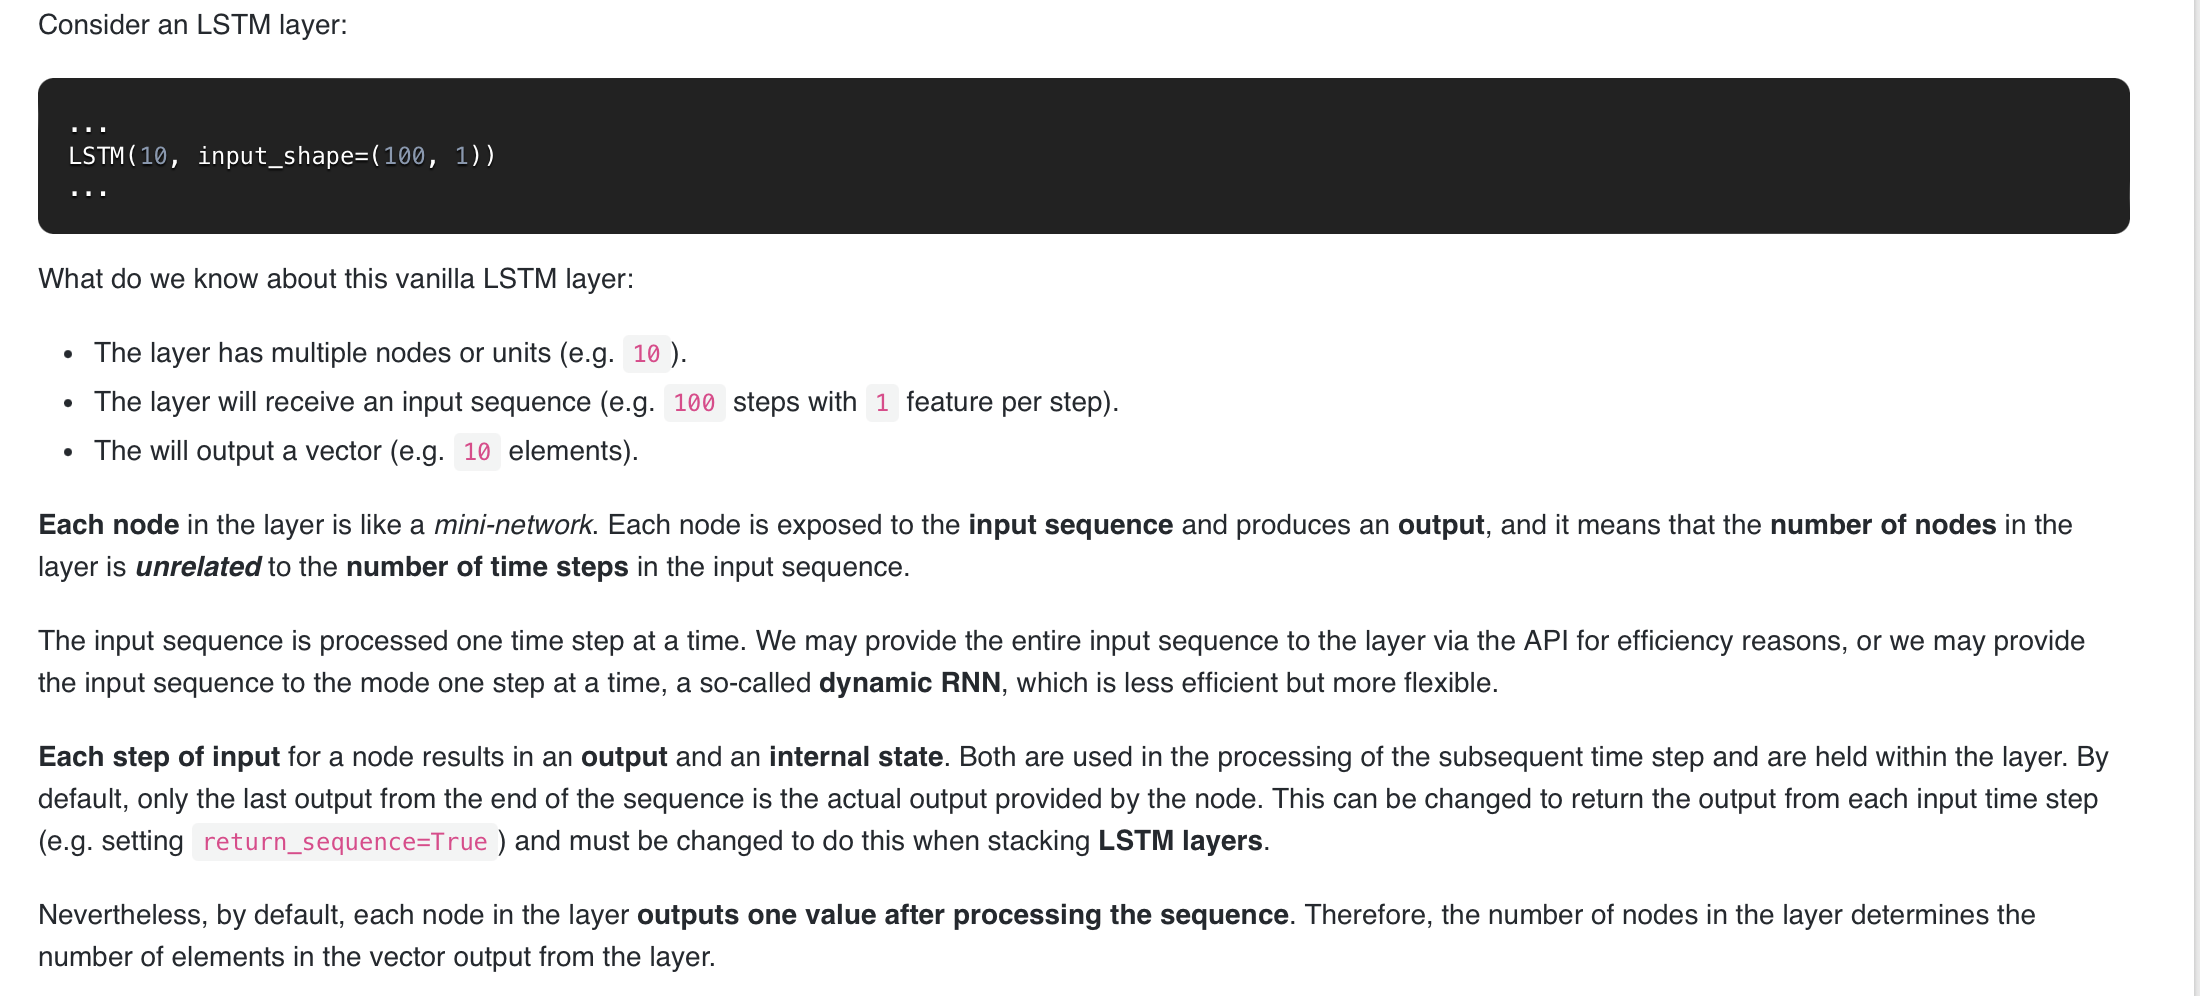 Consider an LSTM layer:
...
LSTM(10, input_shape=(100, 1))
...
What do we know about this vanilla LSTM layer:
• The layer has multiple nodes or units (e.g. 10 ).
• The layer will receive an input sequence (e.g. 100 steps with 1 feature per step).
• The will output a vector (e.g. 10 elements).
Each node in the layer is like a mini-network. Each node is exposed to the input sequence and produces an output, and it means that the number of nodes in the
layer is unrelated to the number of time steps in the input sequence.
The input sequence is processed one time step at a time. We may provide the entire input sequence to the layer via the API for efficiency reasons, or we may provide
the input sequence to the mode one step at a time, a so-called dynamic RNN, which is less efficient but more flexible.
Each step of input for a node results in an output and an internal state. Both are used in the processing of the subsequent time step and are held within the layer. By
default, only the last output from the end of the sequence is the actual output provided by the node. This can be changed to return the output from each input time step
(e.g. setting return_sequence=True ) and must be changed to do this when stacking LSTM layers.
Nevertheless, by default, each node in the layer outputs one value after processing the sequence. Therefore, the number of nodes in the layer determines the
number of elements in the vector output from the layer.